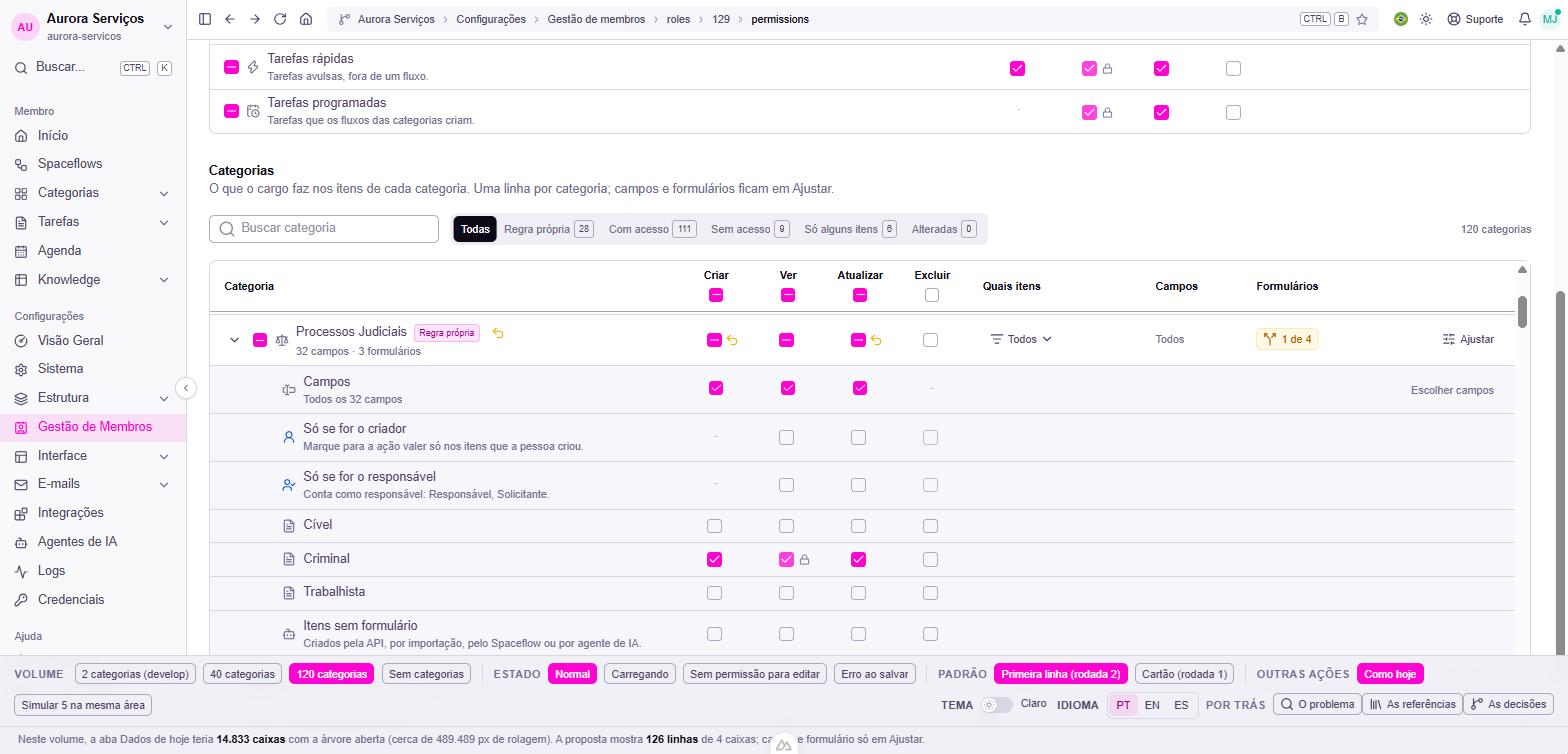 AU Aurora Serviços
aurora-servicos
Buscar... CTRL K
Membro
Início
Spaceflows
Categorias
Tarefas
Agenda
Knowledge
Configurações
Visão Geral
Sistema
Estrutura
Gestão de Membros
Interface
E-mails
Integrações
Agentes de IA
Logs
Credenciais
Ajuda
Aurora Serviços > Configurações > Gestão de membros > roles > 129 > permissions CTRL B Suporte MJ
Tarefas rápidas
Tarefas avulsas, fora de um fluxo.
Tarefas programadas
Tarefas que os fluxos das categorias criam.
Categorias
O que o cargo faz nos itens de cada categoria. Uma linha por categoria; campos e formulários ficam em Ajustar.
Buscar categoria Todas Regra própria 28 Com acesso 111 Sem acesso 9 Só alguns itens 6 Alteradas 0 120 categorias
Categoria Criar Ver Atualizar Excluir Quais itens Campos Formulários
Processos Judiciais Regra própria Todos Todos 1 de 4 Ajustar
32 campos · 3 formulários
Campos
Todos os 32 campos Escolher campos
Só se for o criador
Marque para a ação valer só nos itens que a pessoa criou.
Só se for o responsável
Conta como responsável: Responsável, Solicitante.
Cível
Criminal
Trabalhista
Itens sem formulário
Criados pela API, por importação, pelo Spaceflow ou por agente de IA.
VOLUME 2 categorias (develop) 40 categorias 120 categorias Sem categorias ESTADO Normal Carregando Sem permissão para editar Erro ao salvar PADRÃO Primeira linha (rodada 2) Cartão (rodada 1) OUTRAS AÇÕES Como hoje
Simular 5 na mesma área TEMA Claro IDIOMA PT EN ES POR TRÁS O problema As referências As decisões
Neste volume, a aba Dados de hoje teria 14.833 caixas com a árvore aberta (cerca de 489.489 px de rolagem). A proposta mostra 126 linhas de 4 caixas; e formulário só em Ajustar.